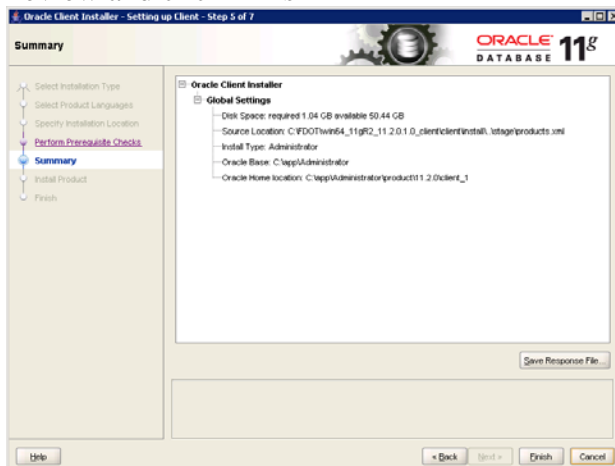 Oracle Client Installer - Setting up Client - Step 5 of 7
Summary
ORACLE
DATABASE
11g
Select Installation Type
Select Product Languages
Specify Installation Location
Perform Prerequisite Checks
Summary
Install Product
Finish
Oracle Client Installer
Global Settings
Disk Space: required 1.04 GB available 50.44 GB
Source Location: C:\FDOT\win64_11gR2_11.2.0.1.0_client\client\install\..\stage\products.xml
Install Type: Administrator
Oracle Base: C:\app\Administrator
Oracle Home location: C:\app\Administrator\product\11.2.0\client_1
Save Response File...
Help
< Back
Next >
Finish
Cancel